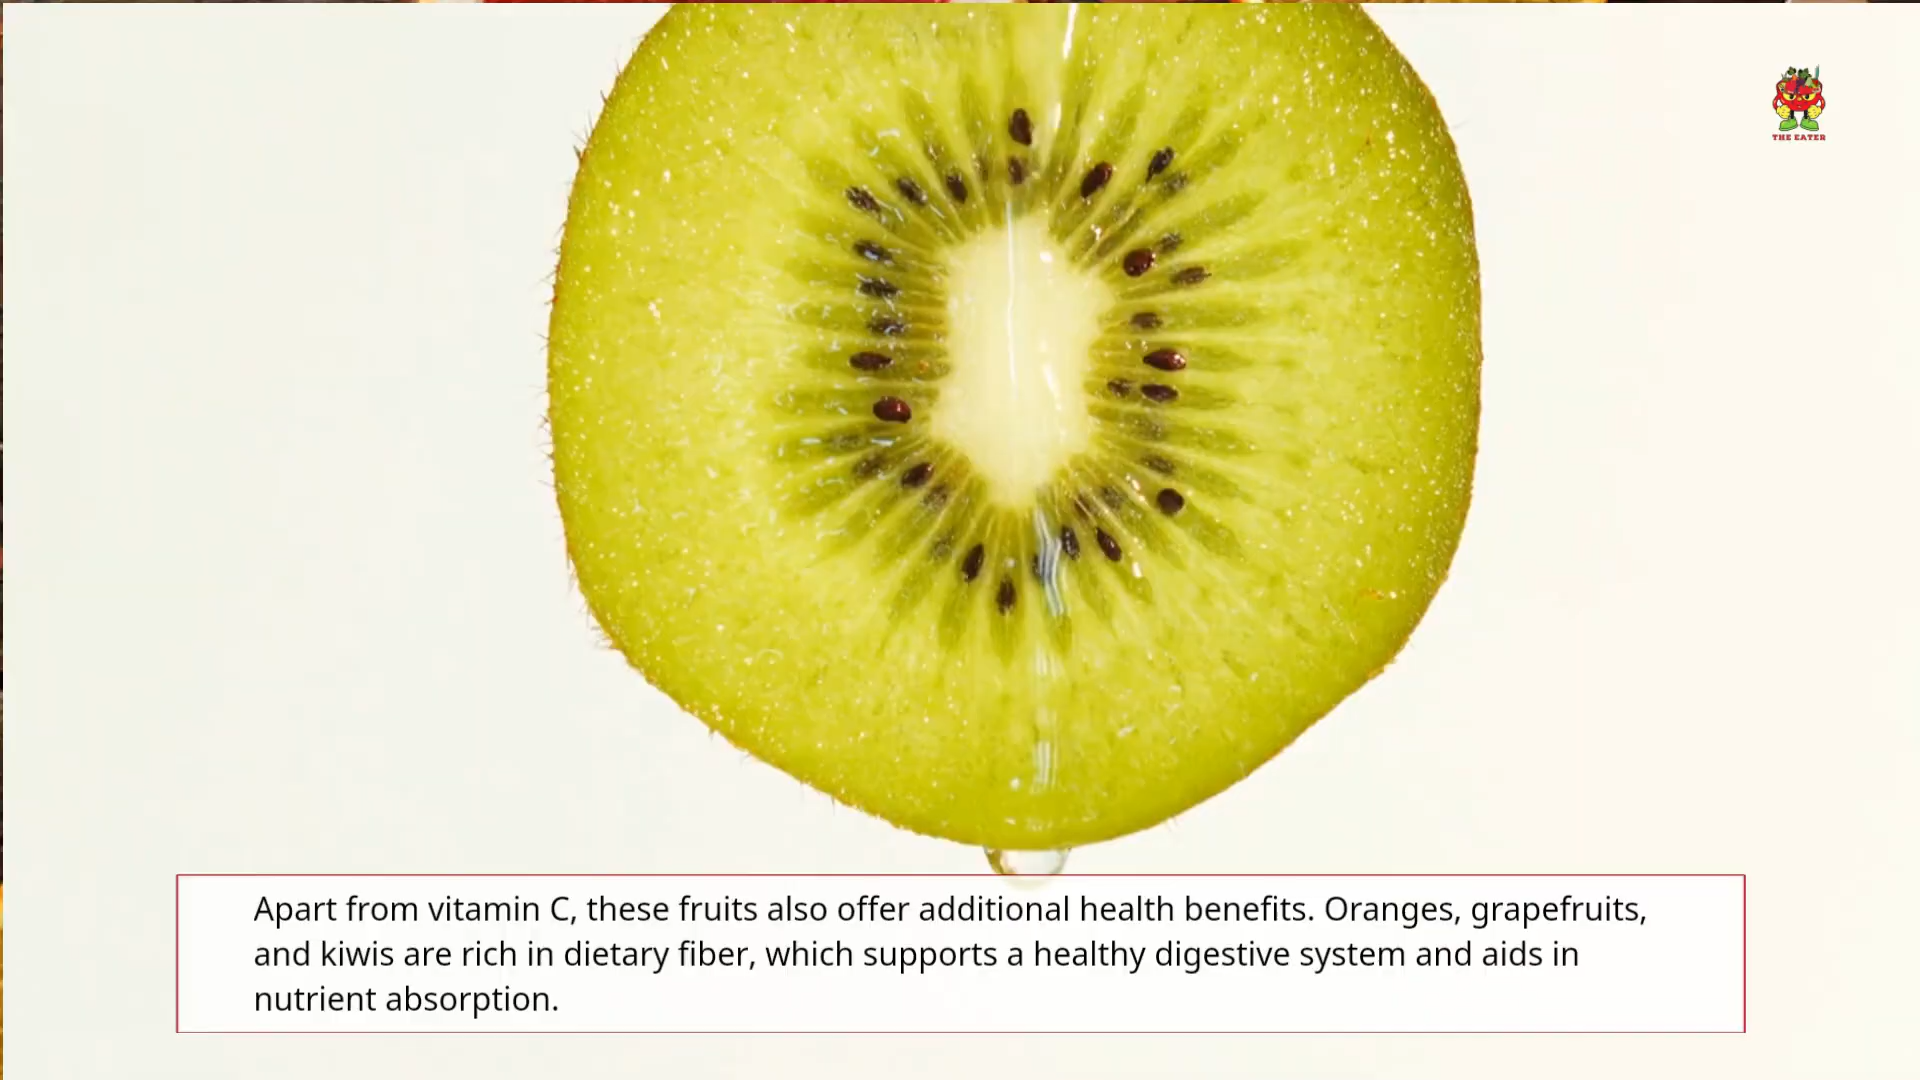 THE EATER
Apart from vitamin C, these fruits also offer additional health benefits. Oranges, grapefruits,
and kiwis are rich in dietary fiber, which supports a healthy digestive system and aids in
nutrient absorption.